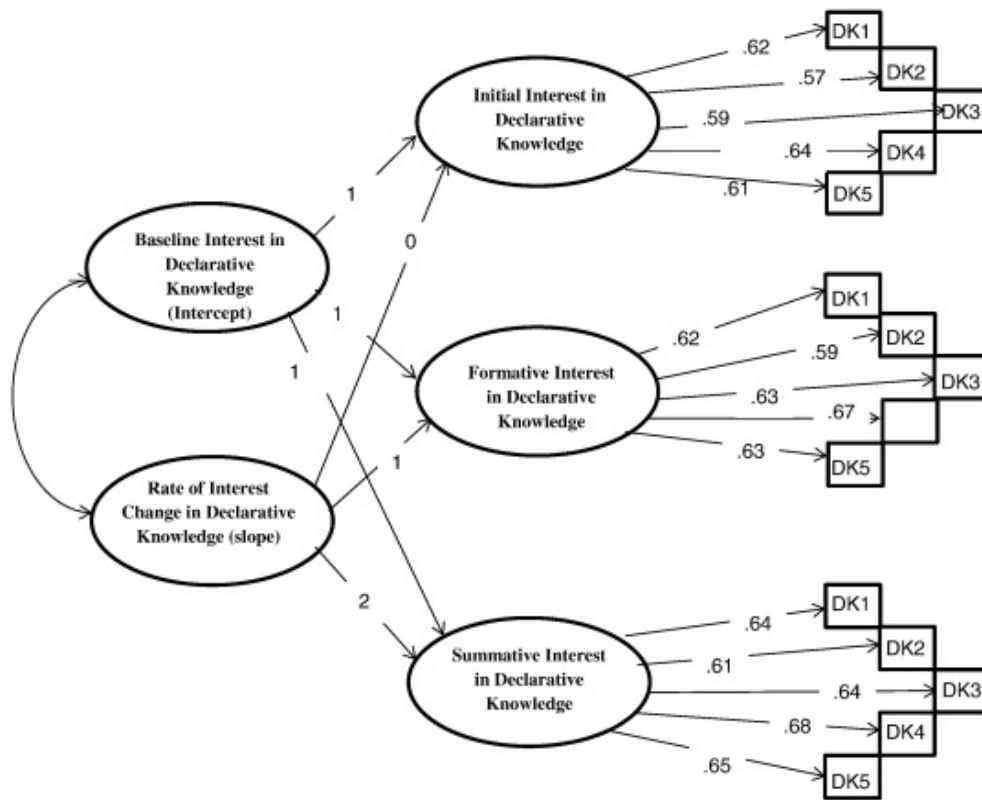 DK1
.62
DK2
.57
Initial Interest in
Declarative
Knowledge
.59
DK3
.64
DK4
.61
DK5
1
0
Baseline Interest in
Declarative
Knowledge
(Intercept)
1
1
DK1
.62
DK2
.59
Formative Interest
in Declarative
Knowledge
.63
DK3
.67
.63
DK5
1
Rate of Interest
Change in Declarative
Knowledge (slope)
2
DK1
.64
DK2
.61
Summative Interest
in Declarative
Knowledge
.64
DK3
.68
DK4
.65
DK5